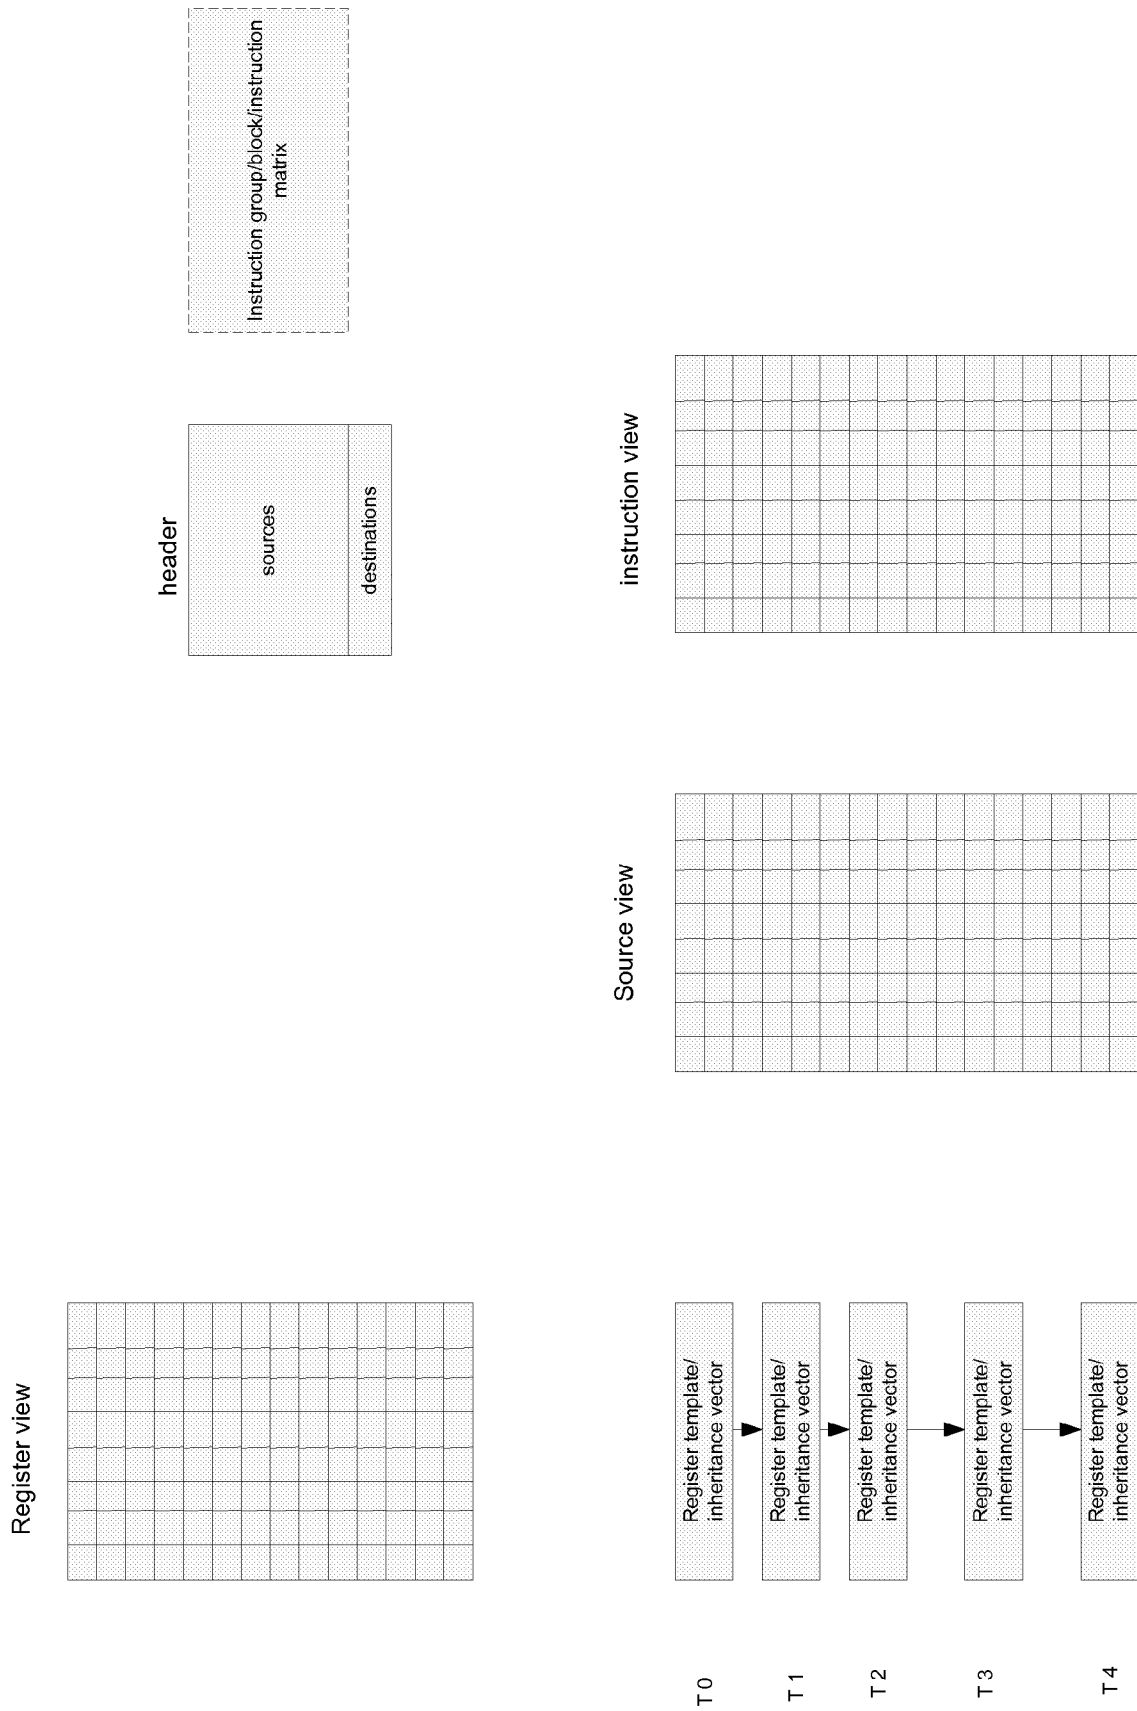 Register view
header
sources
destinations
Instruction group/block/instruction
matrix
Source view
instruction view
T 0
Register template/
inheritance vector
T 1
Register template/
inheritance vector
T 2
Register template/
inheritance vector
T 3
Register template/
inheritance vector
T 4
Register template/
inheritance vector